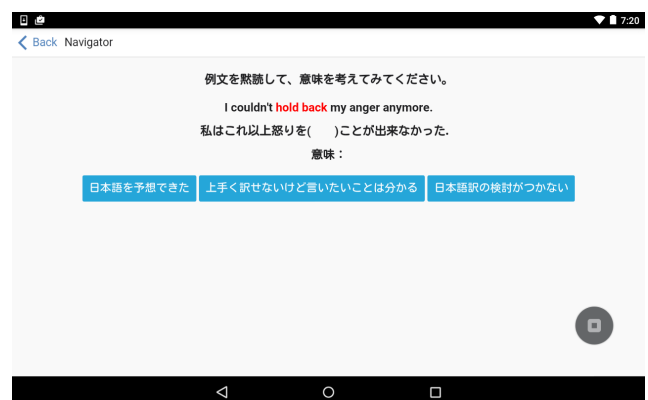 7:20
Back Navigator
例文を黙読して、意味を考えてみてください。
I couldn't hold back my anger anymore.
私はこれ以上怒りを(　　)ことが出来なかった.
意味：
日本語を予想できた 上手く訳せないけど言いたいことは分かる 日本語訳の検討がつかない